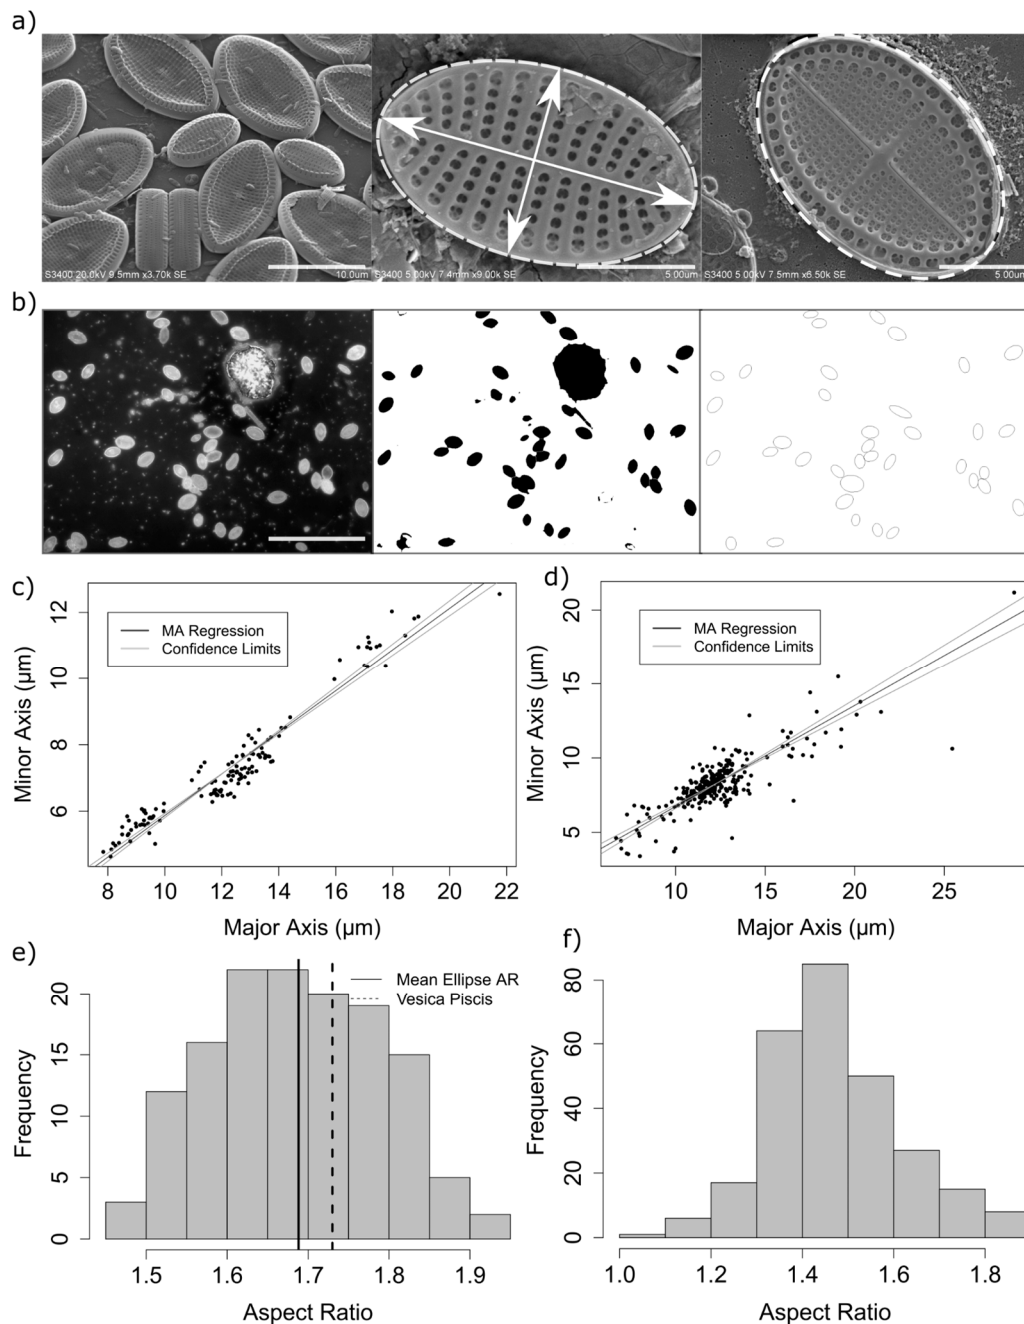 a)
S3400 20.0kV 9.5mm x3.70k SE 10.0um
S3400 5.00kV 7.4mm x9.00k SE 5.00um
S3400 5.00kV 7.5mm x6.50k SE 5.00um
b)
c)
MA Regression
Confidence Limits
Minor Axis (µm)
12
10
8
6
8 10 12 14 16 18 20 22
Major Axis (µm)
d)
MA Regression
Confidence Limits
Minor Axis (µm)
20
15
10
5
10 15 20 25
Major Axis (µm)
e)
Mean Ellipse AR
Vesica Piscis
Frequency
20
15
10
5
0
1.5 1.6 1.7 1.8 1.9
Aspect Ratio
f)
Frequency
80
60
40
20
0
1.0 1.2 1.4 1.6 1.8
Aspect Ratio